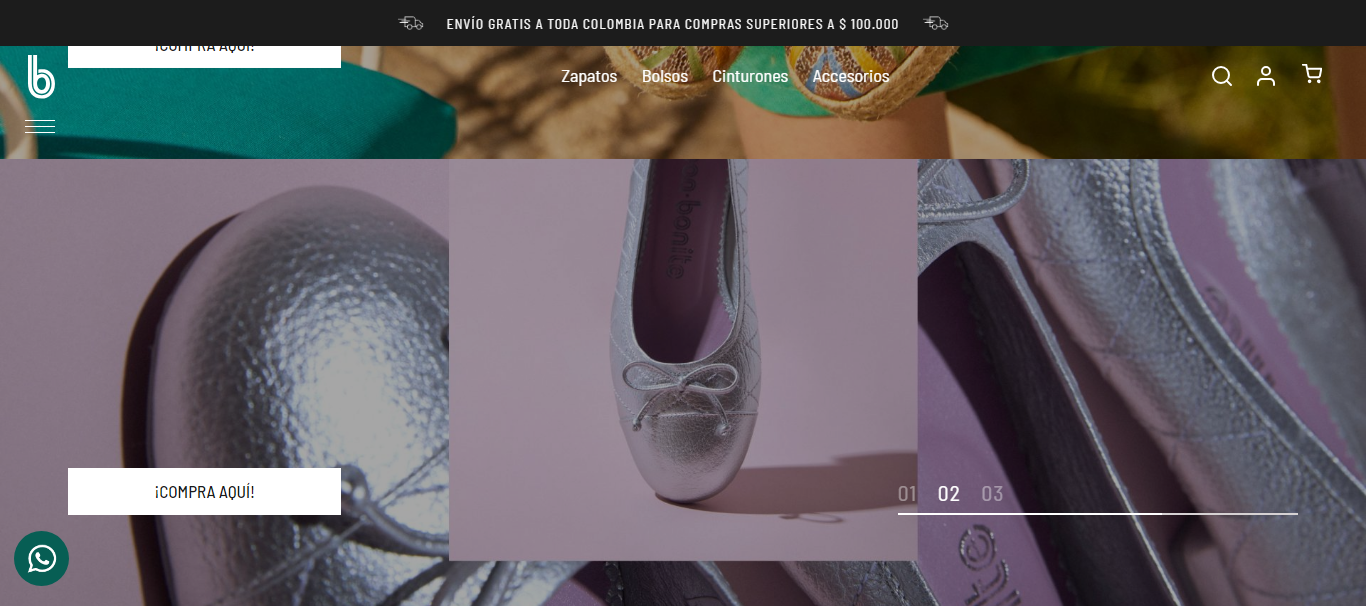 ENVÍO GRATIS A TODA COLOMBIA PARA COMPRAS SUPERIORES A $ 100.000
¡COMPRA AQUÍ!
b
Zapatos Bolsos Cinturones Accesorios
¡COMPRA AQUÍ!
01 02 03